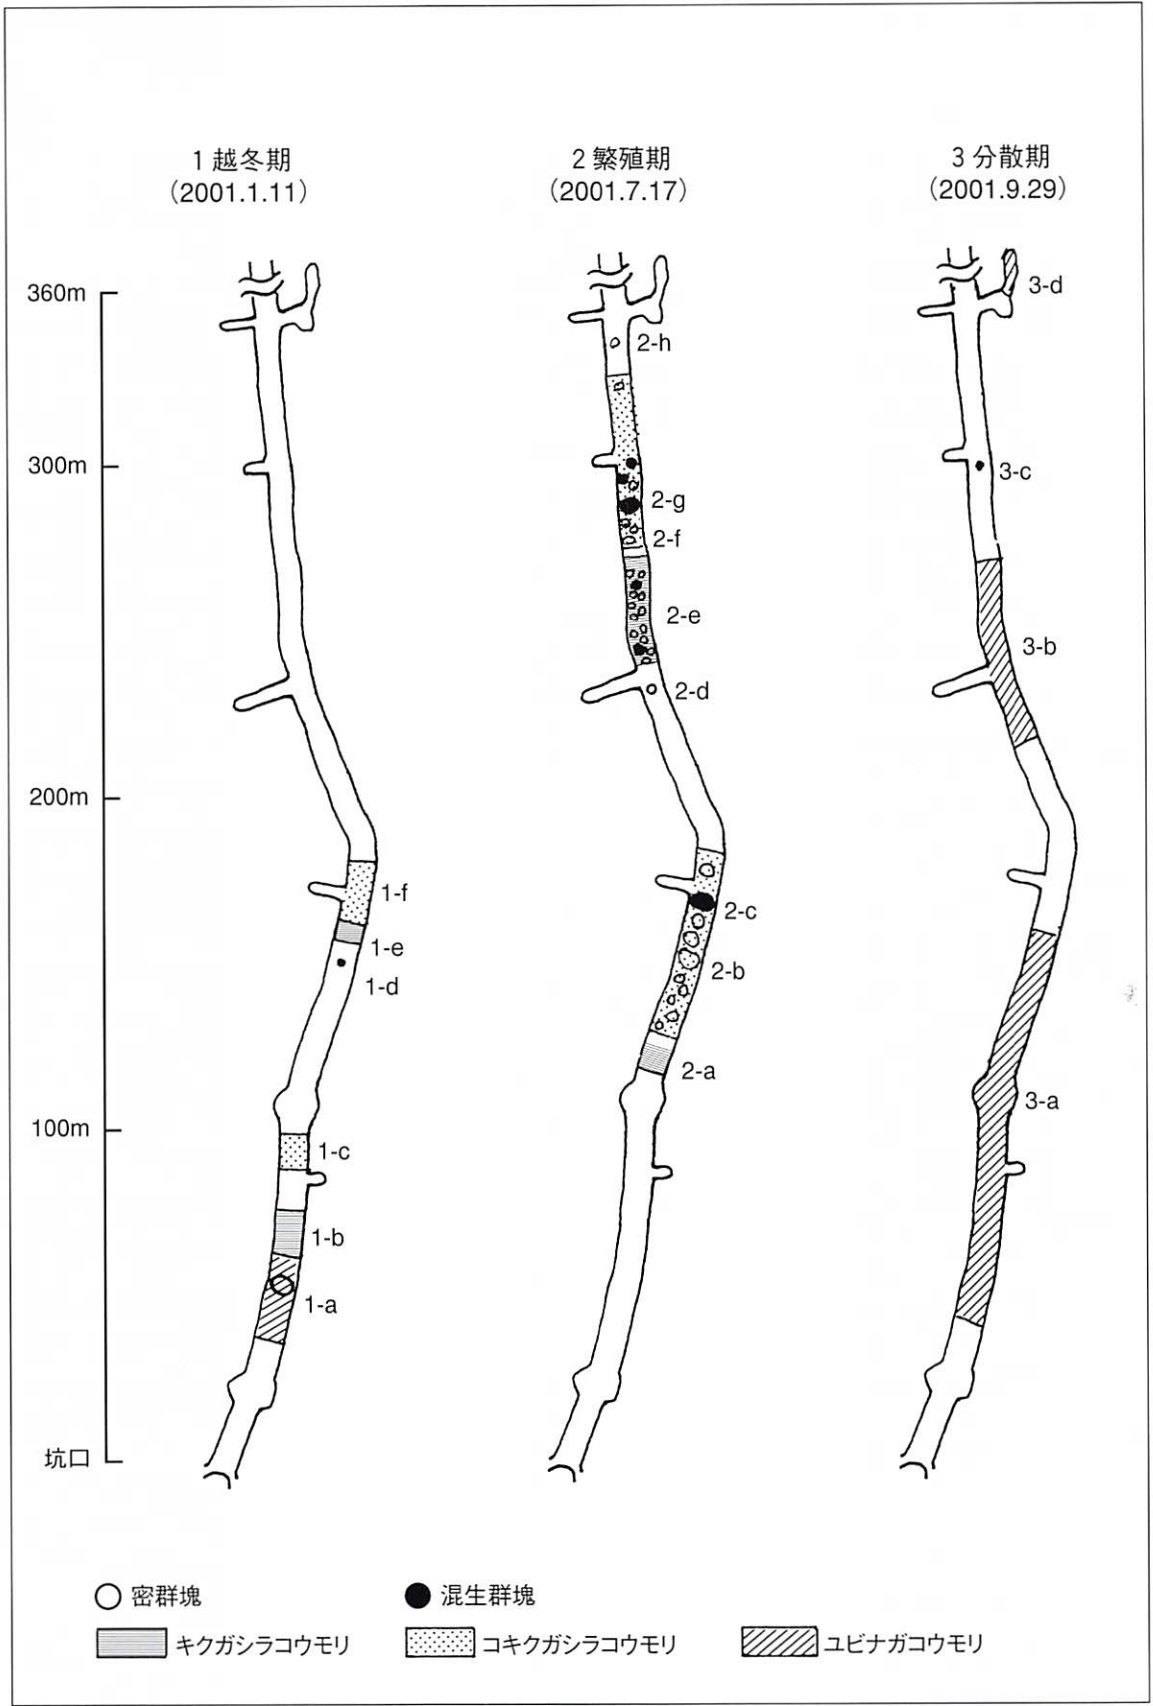 1 越冬期
(2001.1.11)
2 繁殖期
(2001.7.17)
3 分散期
(2001.9.29)
360m
300m
200m
100m
坑口
1-f
1-e
1-d
1-c
1-b
1-a
2-h
2-g
2-f
2-e
2-d
2-c
2-b
2-a
3-d
3-c
3-b
3-a
密群塊
混生群塊
キクガシラコウモリ
コキクガシラコウモリ
ユビナガコウモリ